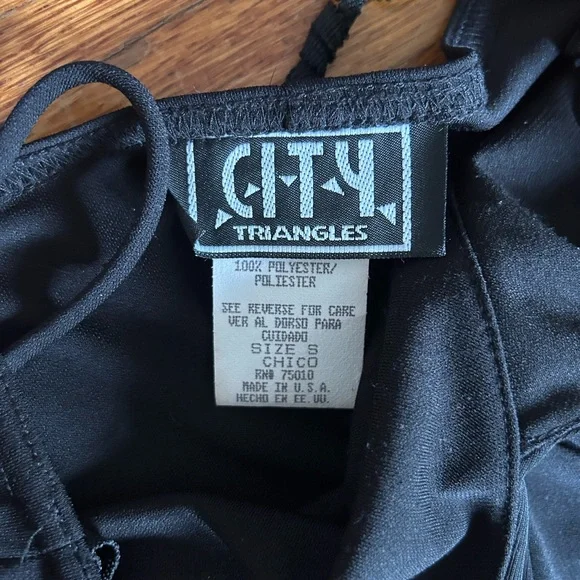 CITY
TRIANGLES
100% POLYESTER/
POLIESTER
SEE REVERSE FOR CARE
VER AL DORSO PARA
CUIDADO
SIZE S
CHICO
RN# 75010
MADE IN U.S.A.
HECHO EN EE.UU.